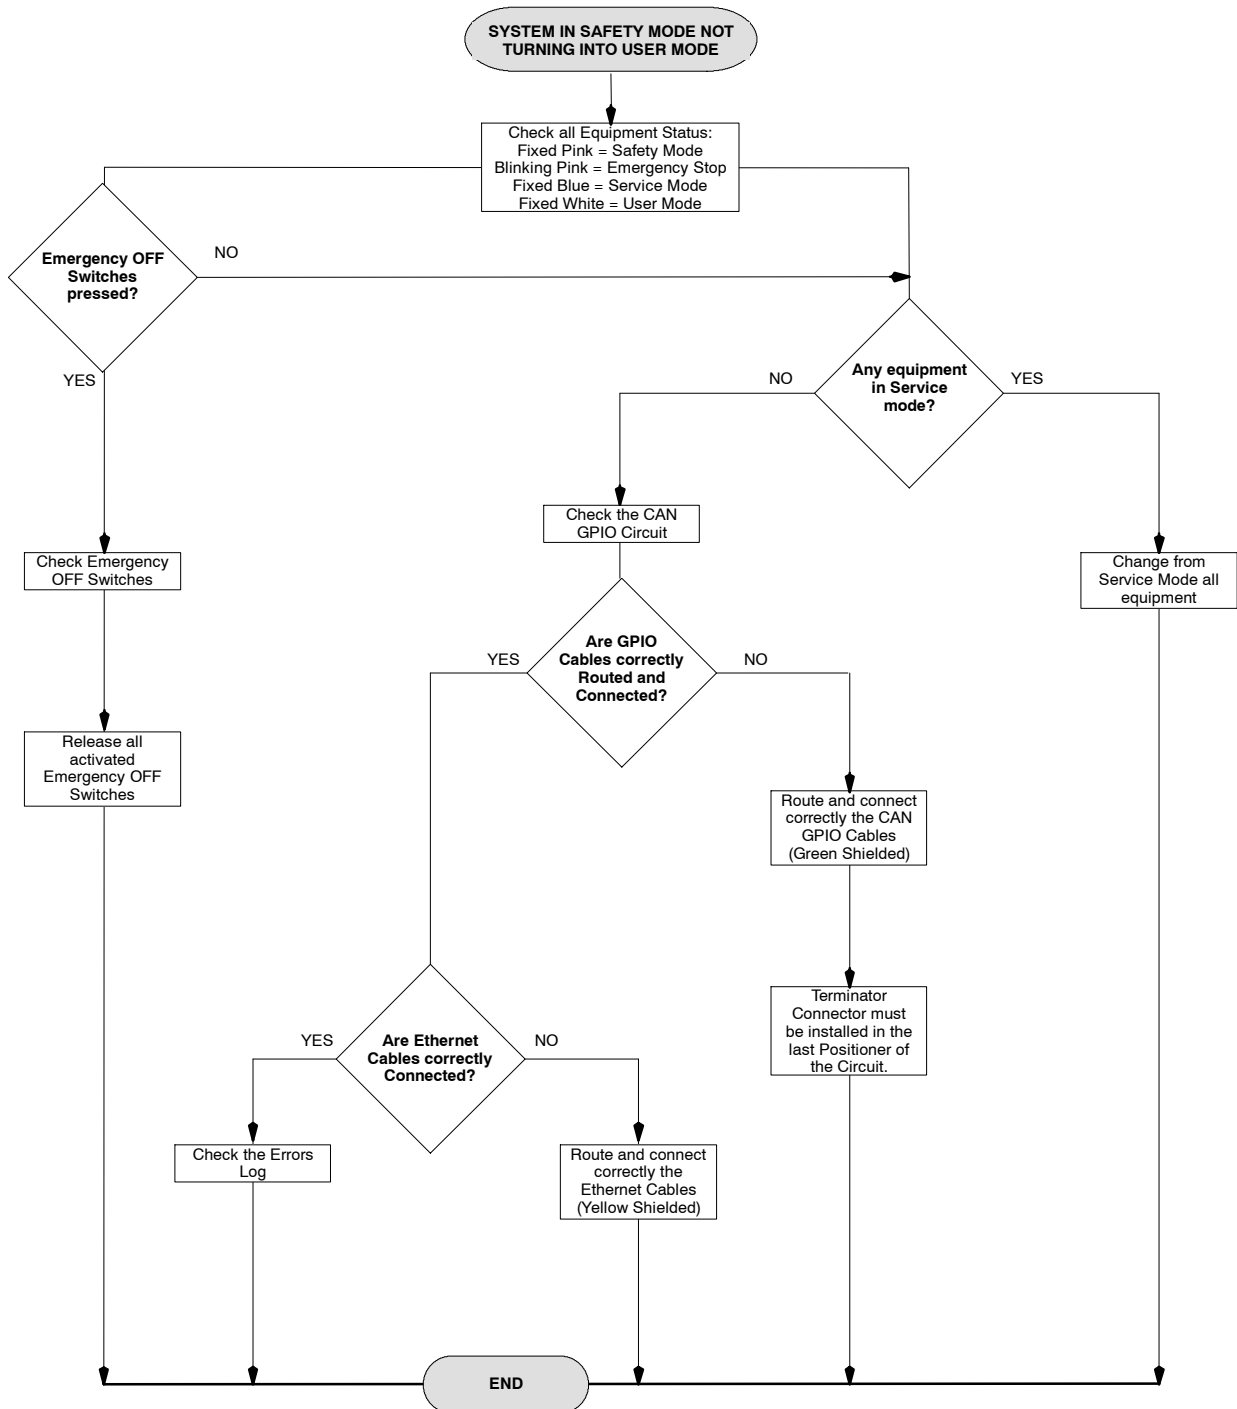 SYSTEM IN SAFETY MODE NOT
TURNING INTO USER MODE
Check all Equipment Status:
Fixed Pink = Safety Mode
Blinking Pink = Emergency Stop
Fixed Blue = Service Mode
Fixed White = User Mode
Emergency OFF
Switches
pressed?
NO
YES
Any equipment
in Service
mode?
NO
YES
Check the CAN
GPIO Circuit
Check Emergency
OFF Switches
Change from
Service Mode all
equipment
Are GPIO
Cables correctly
Routed and
Connected?
YES
NO
Release all
activated
Emergency OFF
Switches
Route and connect
correctly the CAN
GPIO Cables
(Green Shielded)
Terminator
Connector must
be installed in the
last Positioner of
the Circuit.
Are Ethernet
Cables correctly
Connected?
YES
NO
Check the Errors
Log
Route and connect
correctly the
Ethernet Cables
(Yellow Shielded)
END